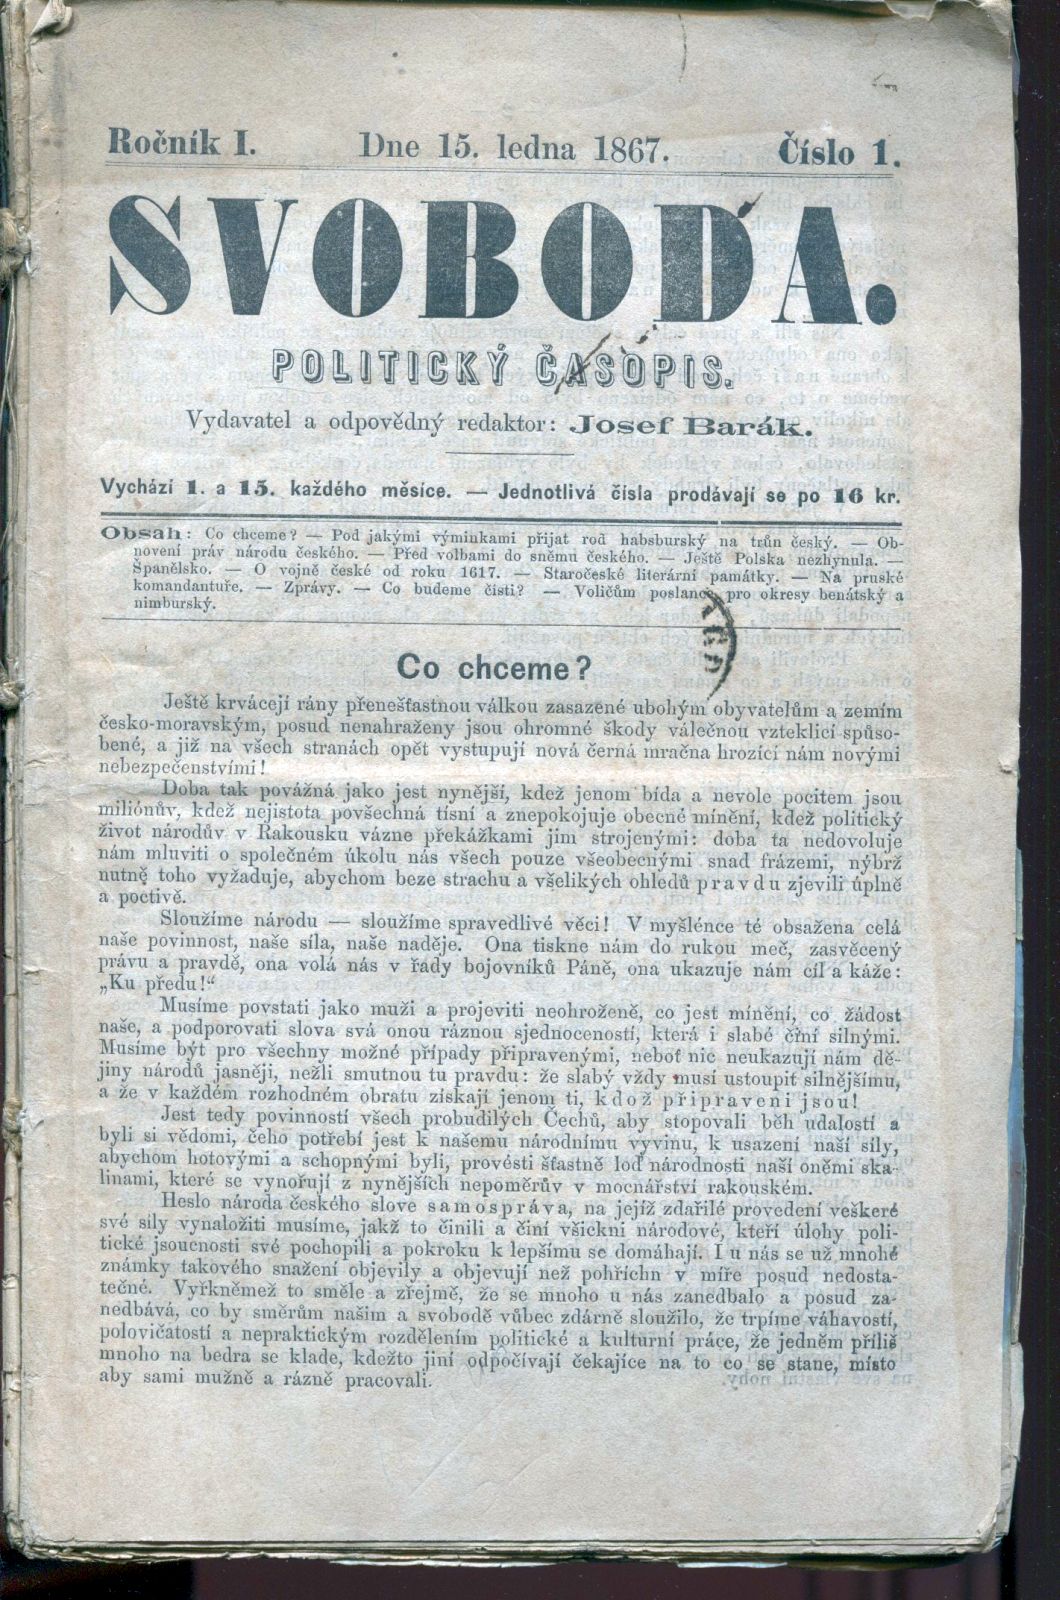 Ročník I. Dne 15. ledna 1867. Číslo 1.
SVOBODA.
POLITICKÝ ČASOPIS.
Vydavatel a odpovědný redaktor: Josef Barák.
Vychází 1. a 15. každého měsíce. — Jednotlivá čísla prodávají se po 16 kr.
Obsah: Co chceme? — Pod jakými výminkami přijat rod habsburský na trůn český. — Ob-
novení práv národu českého. — Před volbami do sněmu českého. — Ještě Polska nezhynula. —
Španělsko. — O vojně české od roku 1617. — Staročeské literární památky. — Na pruské
komandantuře. — Zprávy. — Co budeme čísti? — Voličům poslance pro okresy benátský a
nimburský.
Co chceme?
Ještě krvácejí rány přenešťastnou válkou zasazené ubohým obyvatelům a zemím
česko-moravským, posud nenahraženy jsou ohromné škody válečnou vzteklicí spůso-
bené, a již na všech stranách opět vystupují nová černá mračna hrozící nám novými
nebezpečenstvími!
Doba tak povážná jako jest nynější, kdež jenom bída a nevole pocitem jsou
miliónův, kdež nejistota povšechná tísní a znepokojuje obecné mínění, kdež politický
život národův v Rakousku vázne překážkami jim strojenými: doba ta nedovoluje
nám mluviti o společném úkolu nás všech pouze všeobecnými snad frázemi, nýbrž
nutně toho vyžaduje, abychom beze strachu a všelikých ohledů pravdu zjevili úplně
a poctivě.
Sloužíme národu — sloužíme spravedlivé věci! V myšlénce té obsažena celá
naše povinnost, naše síla, naše naděje. Ona tiskne nám do rukou meč, zasvěcený
právu a pravdě, ona volá nás v řady bojovníků Páně, ona ukazuje nám cíl a káže:
„Ku předu!“
Musíme povstati jako muži a projeviti neohroženě, co jest mínění, co žádost
naše, a podporovati slova svá onou ráznou sjednoceností, která i slabé číní silnými.
Musíme být pro všechny možné případy připravenými, neboť nic neukazují nám dě-
jiny národů jasněji, nežli smutnou tu pravdu: že slabý vždy musí ustoupit silnějšímu,
a že v každém rozhodném obratu získají jenom ti, kdož připraveni jsou!
Jest tedy povinností všech probudilých Čechů, aby stopovali běh udalostí a
byli si vědomi, čeho potřebí jest k našemu národnímu vyvinu, k usazení naší síly,
abychom hotovými a schopnými byli, provésti šťastně loď národnosti naší oněmi ska-
linami, které se vynořují z nynějších nepoměrův v mocnářství rakouském.
Heslo národa českého slove samospráva, na jejíž zdařilé provedení veškeré
své síly vynaložiti musíme, jakž to činili a činí všickni národové, kteří úlohy poli-
tické jsoucnosti své pochopili a pokroku k lepšímu se domáhají. I u nás se už mnohé
známky takového snažení objevily a objevují než pohříchn v míře posud nedosta-
tečné. Vyřkněmež to směle a zřejmě, že se mnoho u nás zanedbalo a posud za-
nedbává, co by směrům našim a svobodě vůbec zdárně sloužilo, že trpíme váhavostí,
polovičatostí a nepraktickým rozdělením politické a kulturní práce, že jedněm příliš
mnoho na bedra se klade, kdežto jiní odpočívají čekajíce na to co se stane, místo
aby sami mužně a rázně pracovali.